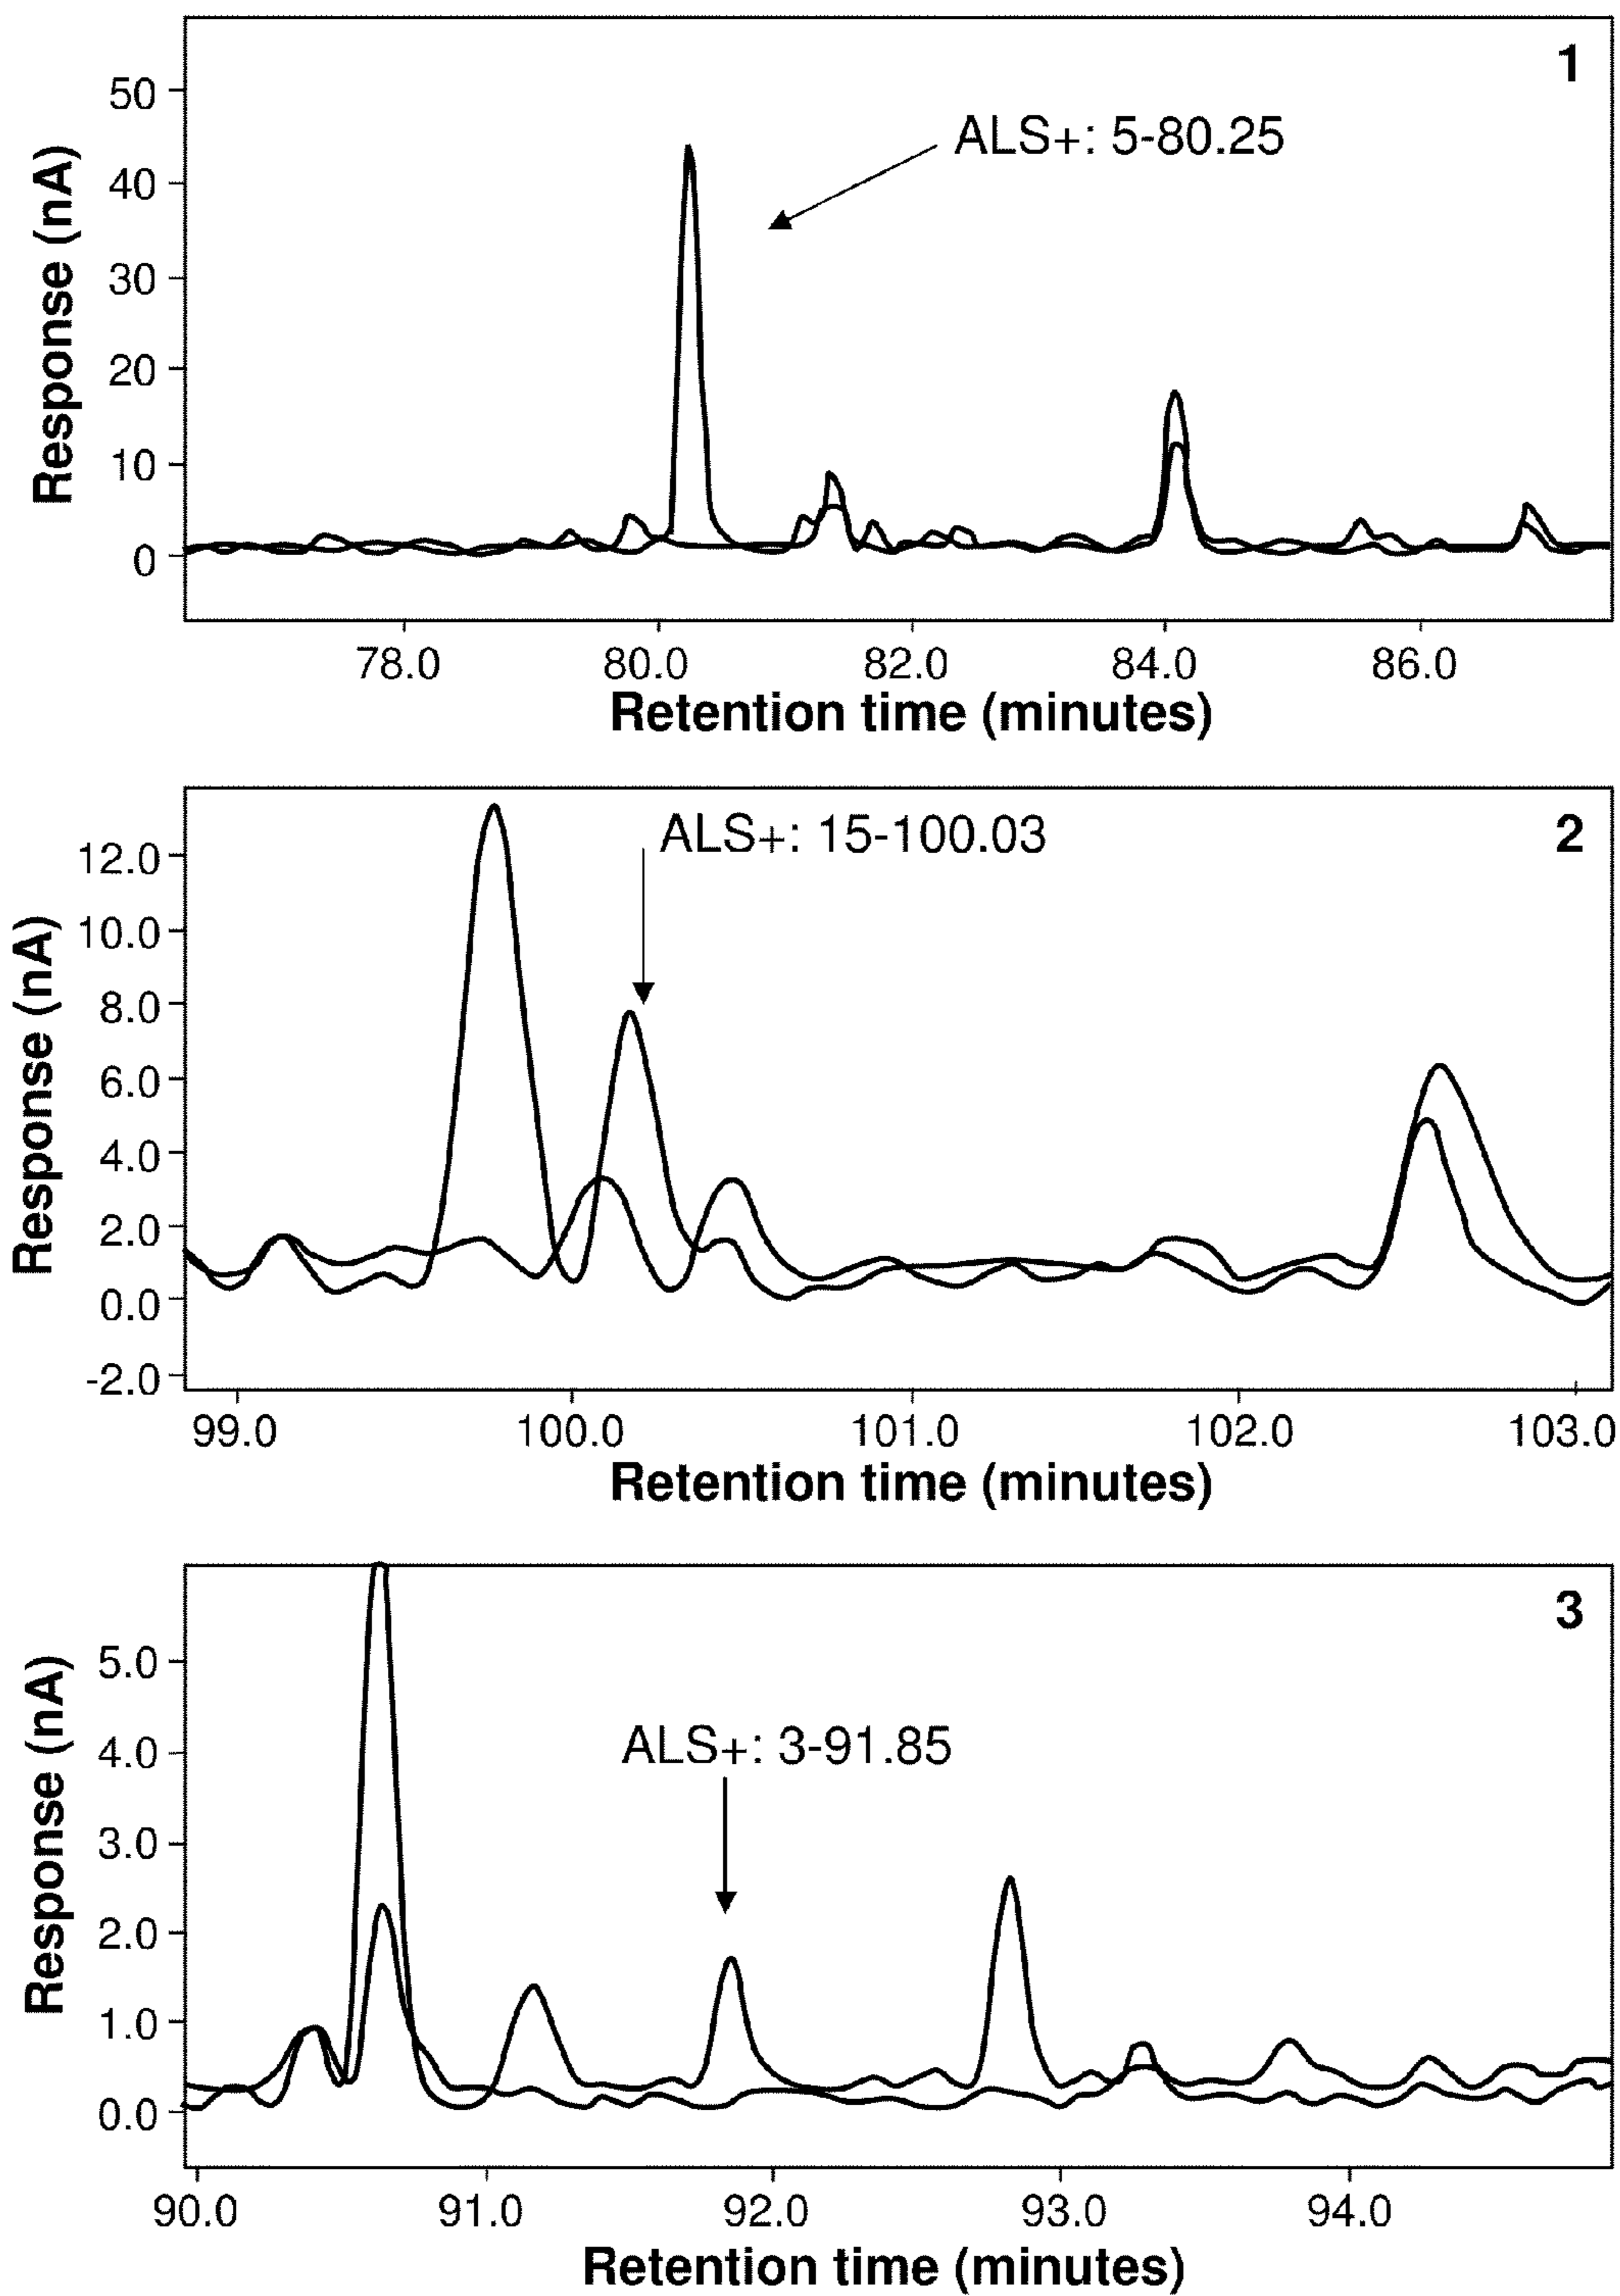 1
50
ALS+: 5-80.25
40
30
20
10
0
Response (nA)
78.0 80.0 82.0 84.0 86.0
Retention time (minutes)
2
ALS+: 15-100.03
12.0
10.0
8.0
6.0
4.0
2.0
0.0
-2.0
Response (nA)
99.0 100.0 101.0 102.0 103.0
Retention time (minutes)
3
5.0
ALS+: 3-91.85
4.0
3.0
2.0
1.0
0.0
Response (nA)
90.0 91.0 92.0 93.0 94.0
Retention time (minutes)